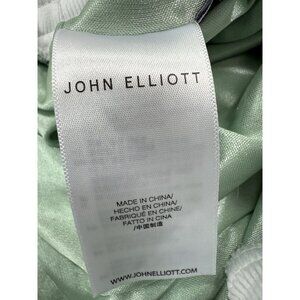 JOHN ELLIOTT
MADE IN CHINA/
HECHO EN CHINA/
FABRIQUÉ EN CHINE/
FATTO IN CINA
/中国制造
WWW.JOHNELLIOTT.COM